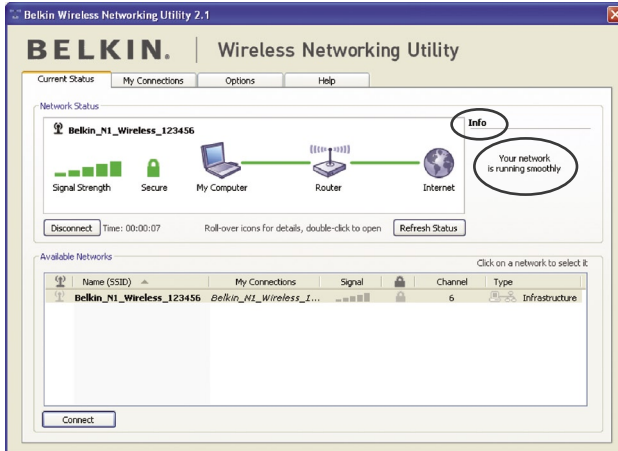 Belkin Wireless Networking Utility 2.1
BELKIN. Wireless Networking Utility
Current Status My Connections Options Help
Network Status
Belkin_N1_Wireless_123456
Signal Strength Secure My Computer Router Internet
Info
Your network
is running smoothly
Disconnect Time: 00:00:07 Roll-over icons for details, double-click to open Refresh Status
Available Networks
Click on a network to select it
Name (SSID) My Connections Signal Channel Type
Belkin_N1_Wireless_123456 Belkin_N1_Wireless_1... 6 Infrastructure
Connect